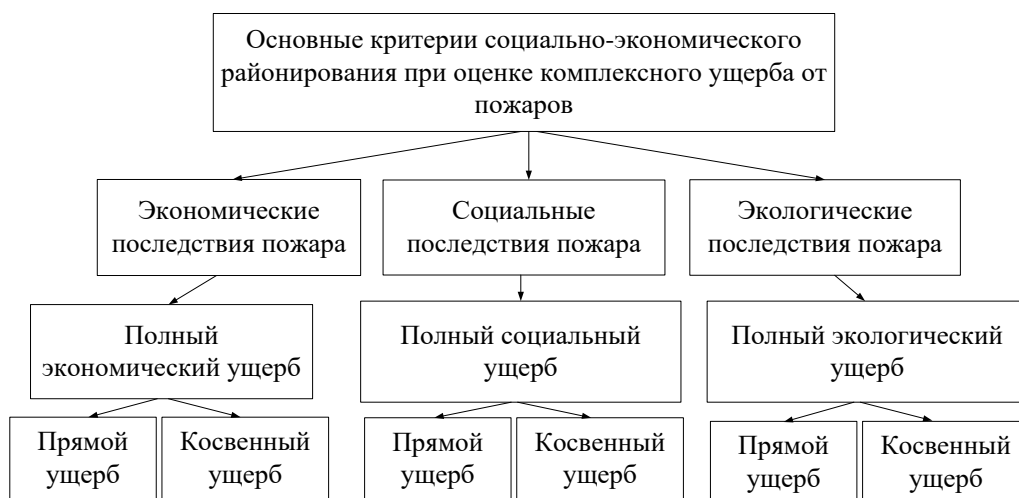 Основные критерии социально-экономического
районирования при оценке комплексного ущерба от
пожаров
Экономические
последствия пожара
Социальные
последствия пожара
Экологические
последствия пожара
Полный
экономический ущерб
Полный социальный
ущерб
Полный экологический
ущерб
Прямой
ущерб
Косвенный
ущерб
Прямой
ущерб
Косвенный
ущерб
Прямой
ущерб
Косвенный
ущерб